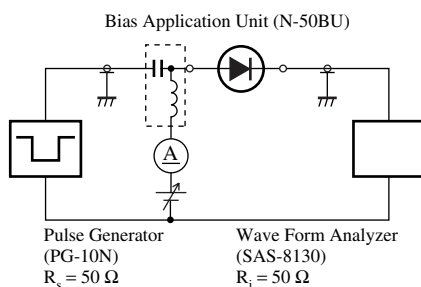 Bias Application Unit (N-50BU)
A
Pulse Generator
(PG-10N)
Rs = 50 Ω
Wave Form Analyzer
(SAS-8130)
Ri = 50 Ω